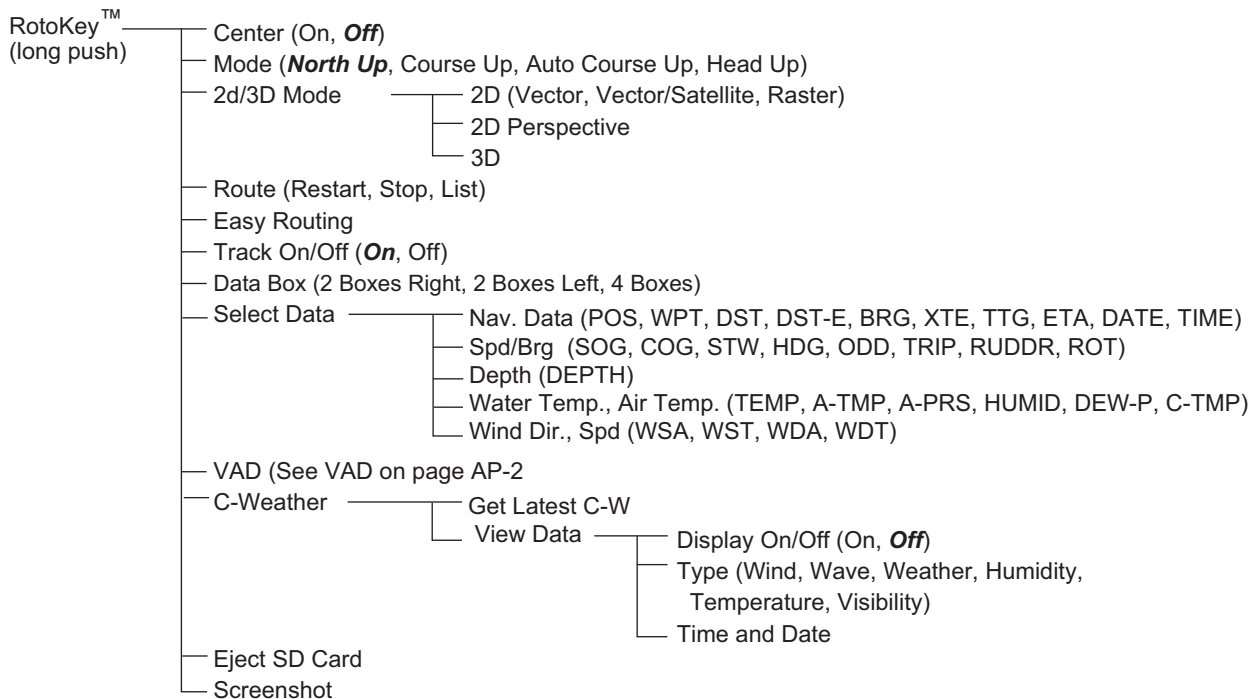 RotoKey™
(long push)
Center (On, Off)
Mode (North Up, Course Up, Auto Course Up, Head Up)
2d/3D Mode
2D (Vector, Vector/Satellite, Raster)
2D Perspective
3D
Route (Restart, Stop, List)
Easy Routing
Track On/Off (On, Off)
Data Box (2 Boxes Right, 2 Boxes Left, 4 Boxes)
Select Data
Nav. Data (POS, WPT, DST, DST-E, BRG, XTE, TTG, ETA, DATE, TIME)
Spd/Brg (SOG, COG, STW, HDG, ODD, TRIP, RUDDR, ROT)
Depth (DEPTH)
Water Temp., Air Temp. (TEMP, A-TMP, A-PRS, HUMID, DEW-P, C-TMP)
Wind Dir., Spd (WSA, WST, WDA, WDT)
VAD (See VAD on page AP-2
C-Weather
Get Latest C-W
View Data
Display On/Off (On, Off)
Type (Wind, Wave, Weather, Humidity,
Temperature, Visibility)
Time and Date
Eject SD Card
Screenshot